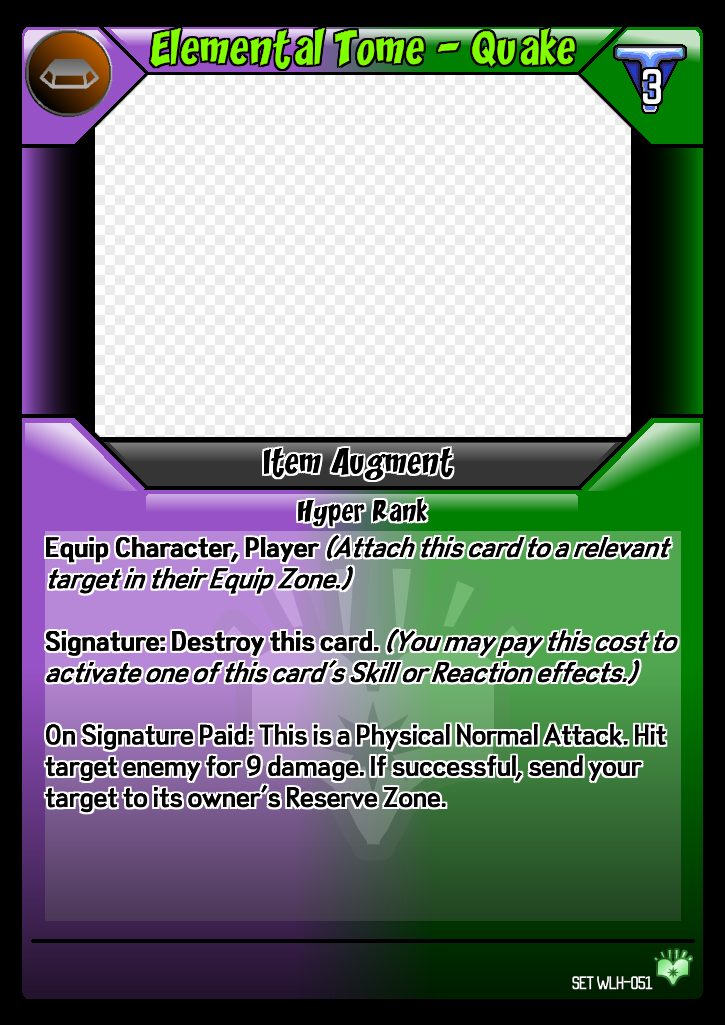 Elemental Tome - Quake
3
Item Augment
Hyper Rank
Equip Character, Player (Attach this card to a relevant
target in their Equip Zone.)
Signature: Destroy this card. (You may pay this cost to
activate one of this card's Skill or Reaction effects.)
On Signature Paid: This is a Physical Normal Attack. Hit
target enemy for 9 damage. If successful, send your
target to its owner's Reserve Zone.
SET WLH-051